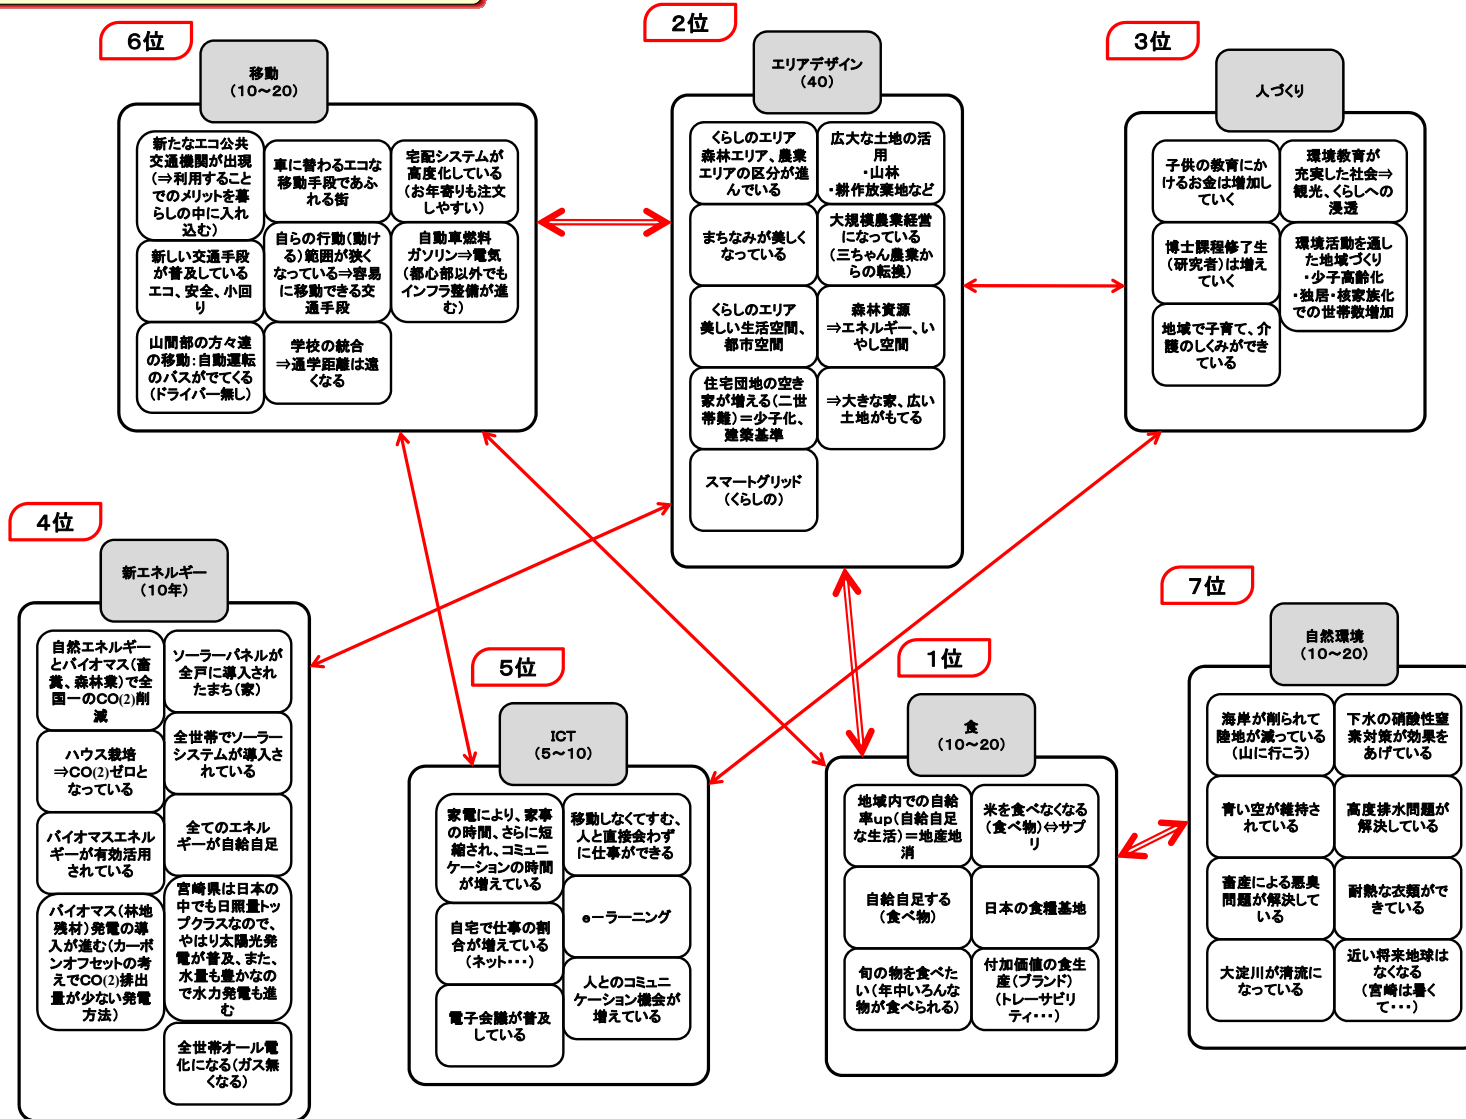 6位
移動
（10～20）
新たなエコ公共
交通機関が出現
（⇒利用すること
でのメリットを暮
らしの中に入れ
込む）
車に替わるエコな
移動手段であふ
れる街
宅配システムが
高度化している
（お年寄りも注文
しやすい）
新しい交通手段
が普及している
エコ、安全、小回
り
自らの行動（動け
る）範囲が狭く
なっている⇒容易
に移動できる交
通手段
自動車燃料
ガソリン⇒電気
（都心部以外でも
インフラ整備が進
む）
山間部の方々達
の移動：自動運転
のバスがでてくる
（ドライバー無し）
学校の統合
⇒通学距離は遠
くなる
2位
エリアデザイン
（40）
くらしのエリア
森林エリア、農業
エリアの区分が進
んでいる
広大な土地の活
用
・山林
・耕作放棄地など
まちなみが美しく
なっている
大規模農業経営
になっている
（三ちゃん農業か
らの転換）
くらしのエリア
美しい生活空間、
都市空間
森林資源
⇒エネルギー、い
やし空間
住宅団地の空き
家が増える（二世
帯難）＝少子化、
建築基準
⇒大きな家、広い
土地がもてる
スマートグリッド
（くらしの）
3位
人づくり
子供の教育にか
けるお金は増加し
ていく
環境教育が
充実した社会⇒
観光、くらしへの
浸透
博士課程修了生
（研究者）は増え
ていく
環境活動を通し
た地域づくり
・少子高齢化
・独居・核家族化
での世帯数増加
地域で子育て、介
護のしくみができ
ている
4位
新エネルギー
（10年）
自然エネルギー
とバイオマス（畜
糞、森林業）で全
国一のCO(2)削
減
ソーラーパネルが
全戸に導入され
たまち（家）
ハウス栽培
⇒CO(2)ゼロと
なっている
全世帯でソーラー
システムが導入さ
れている
バイオマスエネル
ギーが有効活用
されている
全てのエネル
ギーが自給自足
バイオマス（林地
残材）発電の導
入が進む（カーボ
ンオフセットの考
えでCO(2)排出
量が少ない発電
方法）
宮崎県は日本の
中でも日照量トッ
プクラスなので、
やはり太陽光発
電が普及、また、
水量も豊かなの
で水力発電も進
む
全世帯オール電
化になる（ガス無
くなる）
5位
ICT
（5～10）
家電により、家事
の時間、さらに短
縮され、コミュニ
ケーションの時間
が増えている
移動しなくてすむ、
人と直接会わず
に仕事ができる
自宅で仕事の割
合が増えている
（ネット・・・）
e－ラーニング
電子会議が普及
している
人とのコミュニ
ケーション機会が
増えている
1位
食
（10～20）
地域内での自給
率up（自給自足
な生活）＝地産地
消
米を食べなくなる
（食べ物）⇔サプ
リ
自給自足する
（食べ物）
日本の食糧基地
旬の物を食べた
い（年中いろんな
物が食べられる）
付加価値の食生
産（ブランド）
（トレーサビリ
ティ・・・）
7位
自然環境
（10～20）
海岸が削られて
陸地が減っている
（山に行こう）
下水の硝酸性窒
素対策が効果を
あげている
青い空が維持さ
れている
高度排水問題が
解決している
畜産による悪臭
問題が解決して
いる
耐熱な衣類がで
きている
大淀川が清流に
なっている
近い将来地球は
なくなる
（宮崎は暑く
て・・・）